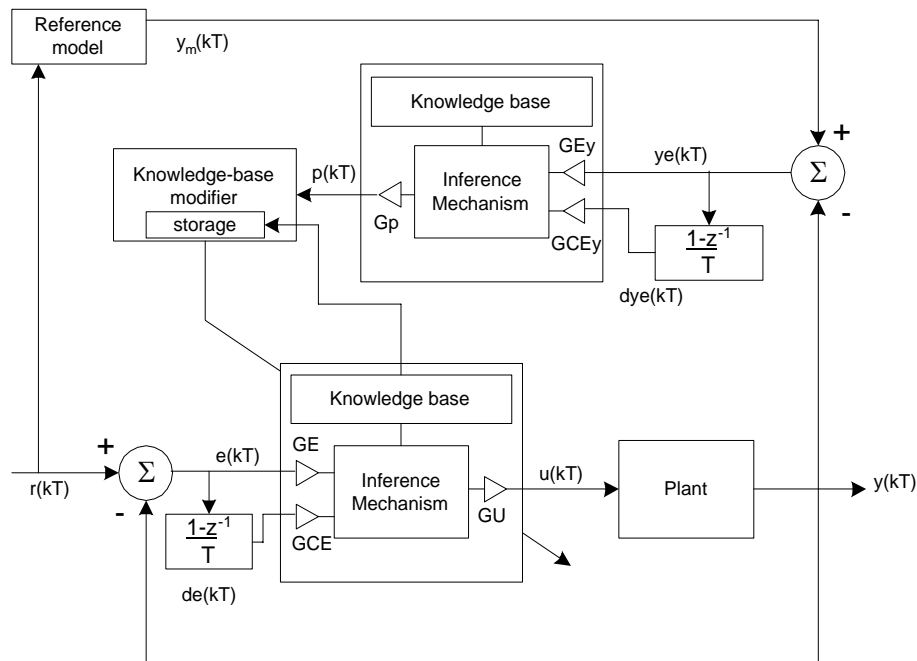 Reference
model
y_m(kT)
Knowledge base
+
GEy
ye(kT)
Σ
Knowledge-base
modifier
p(kT)
Inference
Mechanism
-
storage
Gp
GCEy
1-z^-1
T
dye(kT)
Knowledge base
+
GE
e(kT)
Σ
Inference
Mechanism
u(kT)
Plant
y(kT)
r(kT)
-
GU
1-z^-1
T
GCE
de(kT)